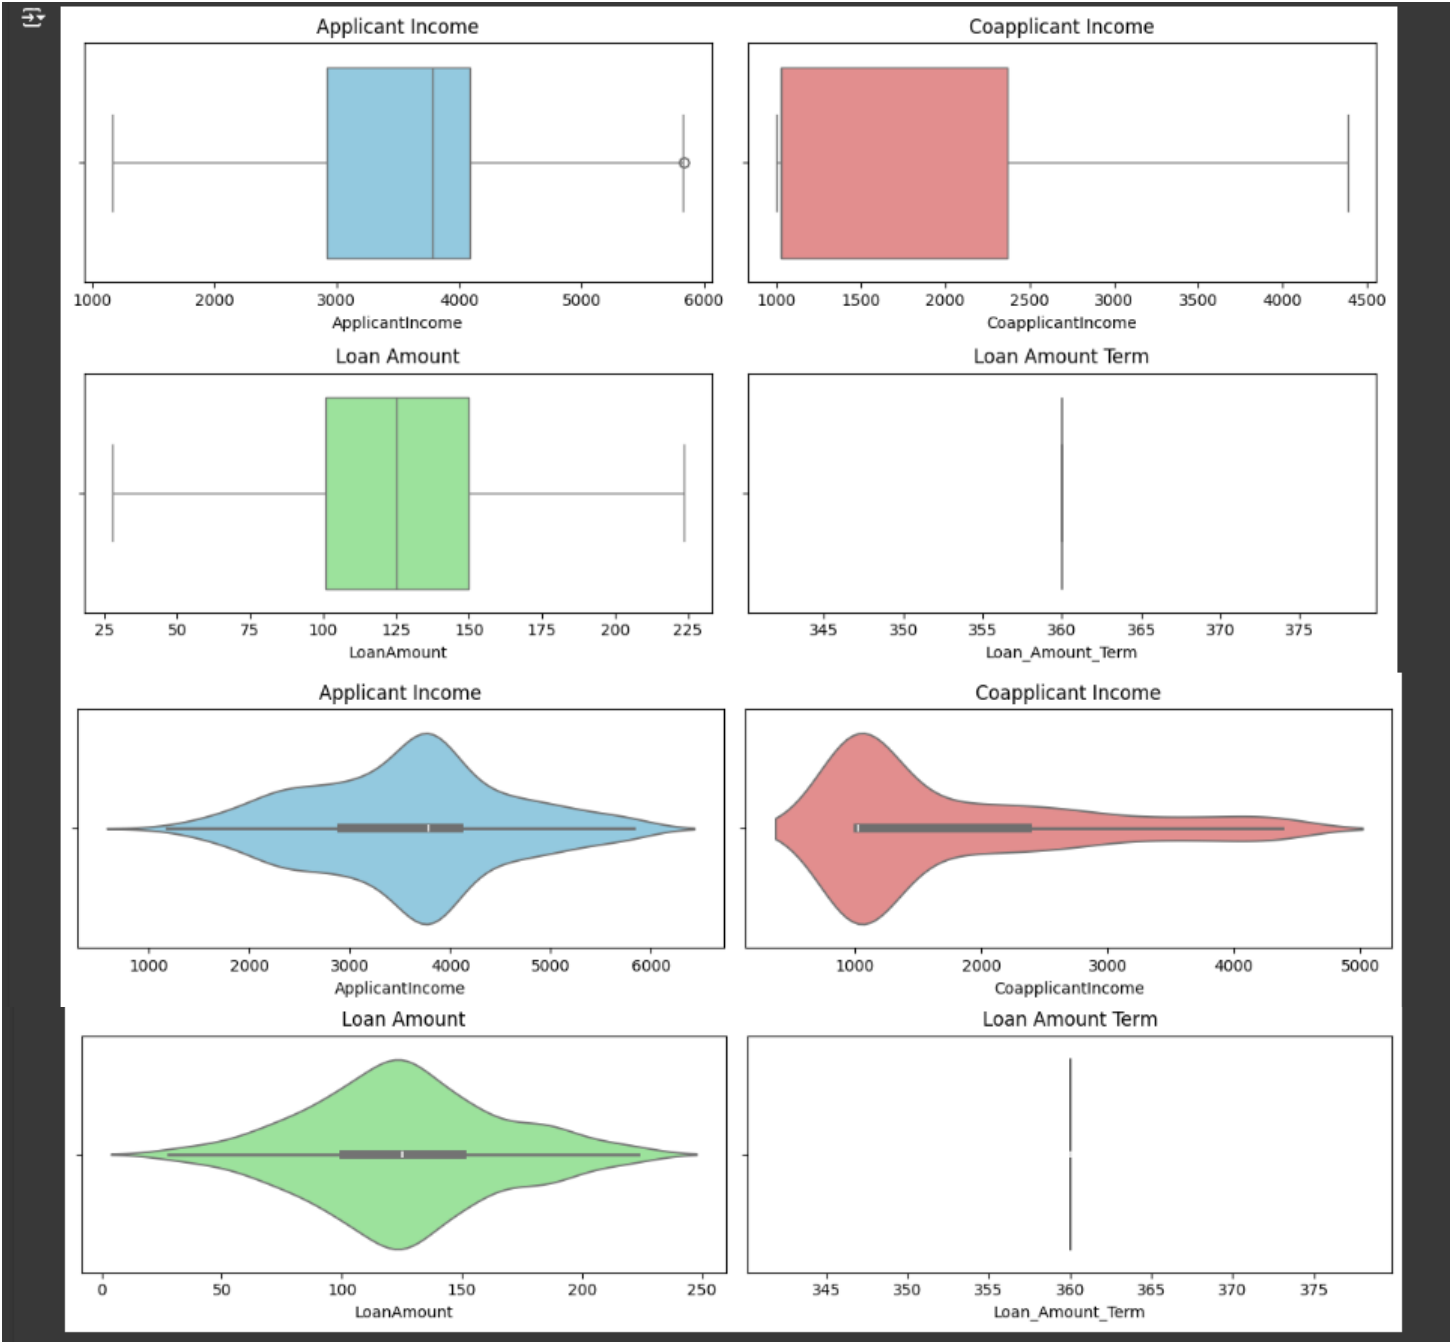 Applicant Income
Coapplicant Income
1000 2000 3000 4000 5000 6000
1000 1500 2000 2500 3000 3500 4000 4500
ApplicantIncome
CoapplicantIncome
Loan Amount
Loan Amount Term
25 50 75 100 125 150 175 200 225
345 350 355 360 365 370 375
LoanAmount
Loan_Amount_Term
Applicant Income
Coapplicant Income
1000 2000 3000 4000 5000 6000
1000 2000 3000 4000 5000
ApplicantIncome
CoapplicantIncome
Loan Amount
Loan Amount Term
0 50 100 150 200 250
345 350 355 360 365 370 375
LoanAmount
Loan_Amount_Term